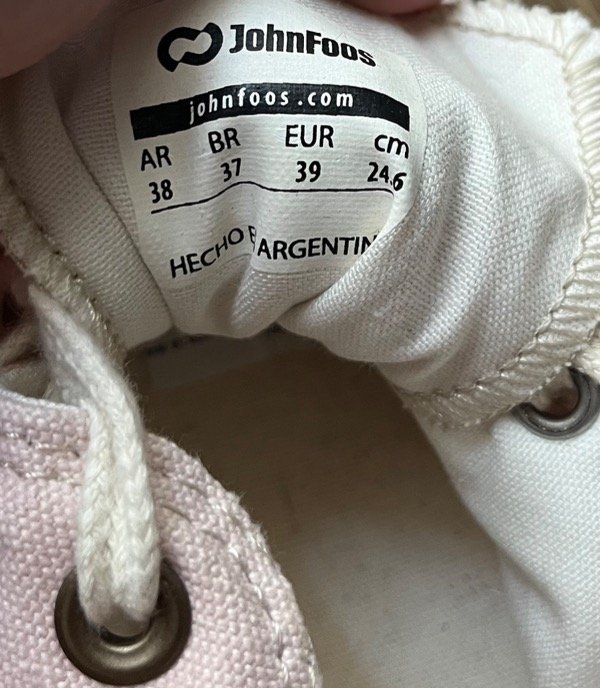 JohnFoos
johnfoos.com
AR BR EUR cm
38 37 39 24.6
HECHO ARGENTIN